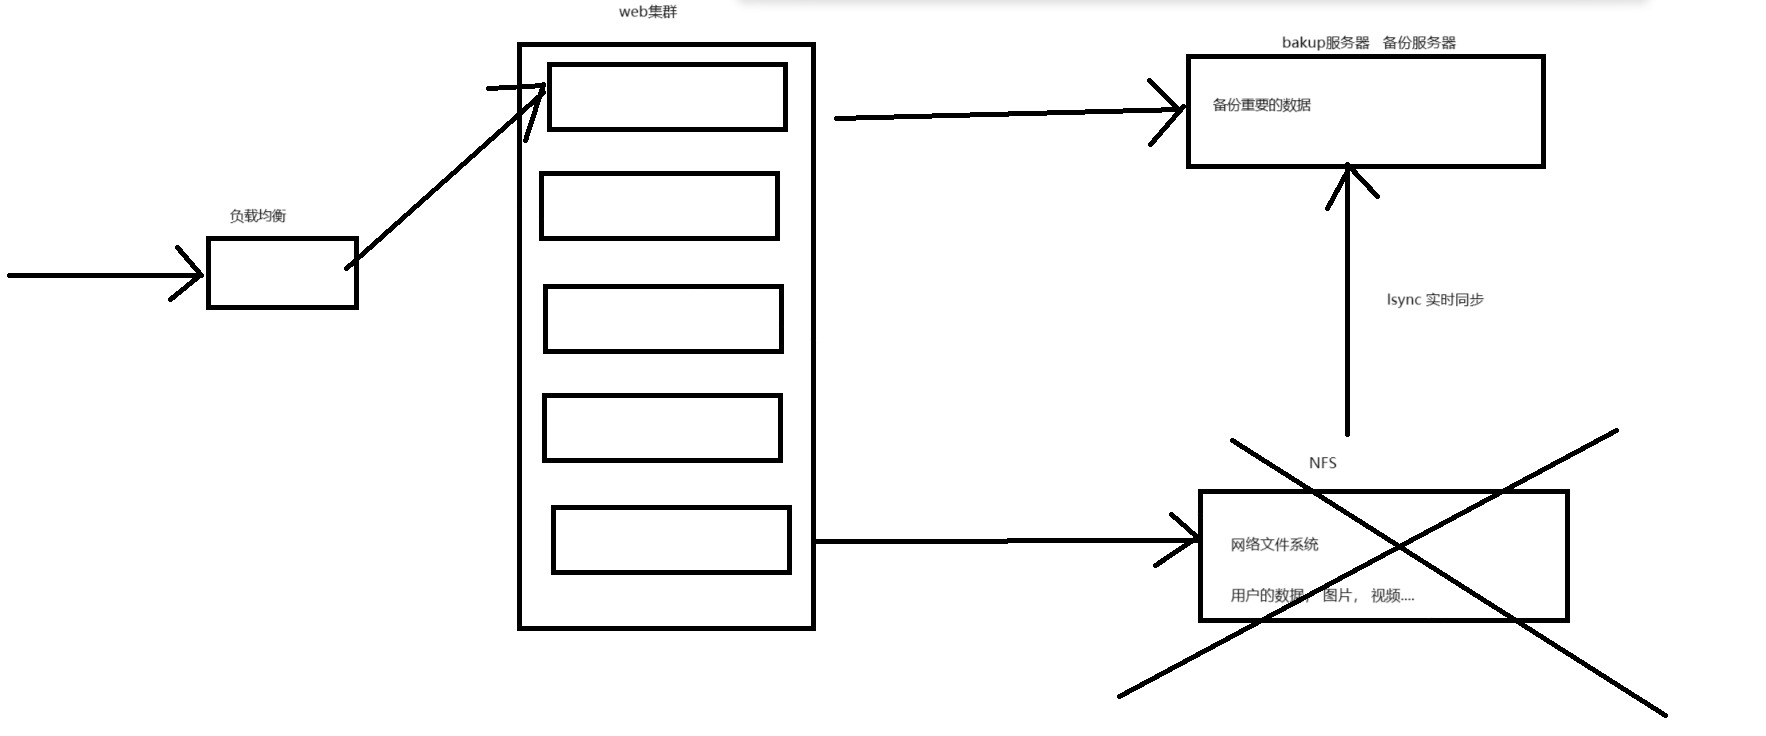 web集群
bakup服务器 备份服务器
备份重要的数据
负载均衡
lsync 实时同步
NFS
网络文件系统
用户的数据， 图片， 视频....